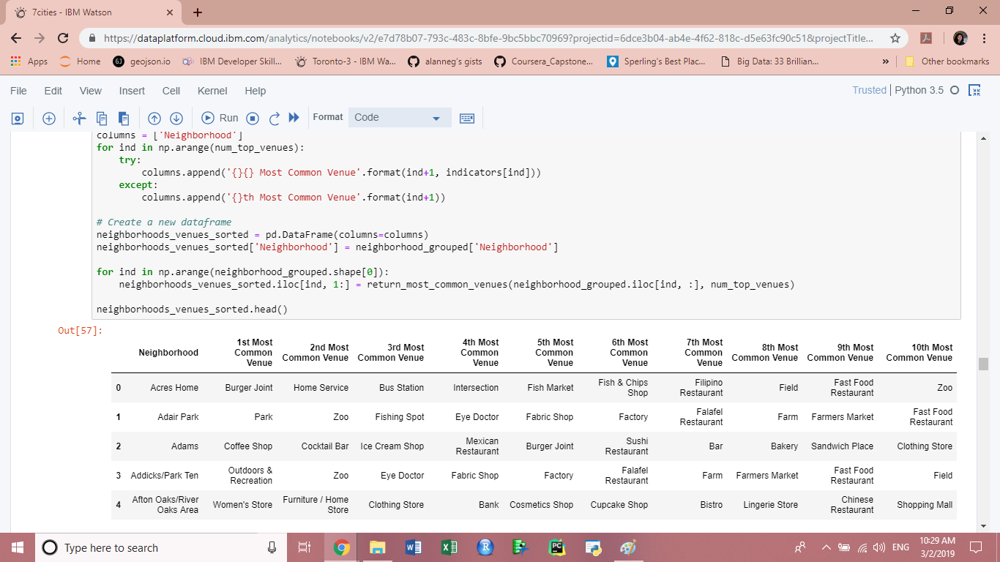 7cities - IBM Watson
https://dataplatform.cloud.ibm.com/analytics/notebooks/v2/e7d78b07-793c-483c-8bfe-9bc5bbc70969?projectid=6dce3b04-ab4e-4f62-818c-d5e63fc90c51&projectTitle...
Apps Home geojson.io IBM Developer Skill... Toronto-3 - IBM Wa... alanneg's gists Coursera_Capstone... Sperling's Best Plac... Big Data: 33 Brillian... » Other bookmarks
File Edit View Insert Cell Kernel Help Trusted | Python 3.5
Run Format Code
columns = ['Neighborhood']
for ind in np.arange(num_top_venues):
    try:
        columns.append('{}{} Most Common Venue'.format(ind+1, indicators[ind]))
    except:
        columns.append('{}th Most Common Venue'.format(ind+1))
# Create a new dataframe
neighborhoods_venues_sorted = pd.DataFrame(columns=columns)
neighborhoods_venues_sorted['Neighborhood'] = neighborhood_grouped['Neighborhood']
for ind in np.arange(neighborhood_grouped.shape[0]):
    neighborhoods_venues_sorted.iloc[ind, 1:] = return_most_common_venues(neighborhood_grouped.iloc[ind, :], num_top_venues)
neighborhoods_venues_sorted.head()
Out[57]:
Neighborhood 1st Most Common Venue 2nd Most Common Venue 3rd Most Common Venue 4th Most Common Venue 5th Most Common Venue 6th Most Common Venue 7th Most Common Venue 8th Most Common Venue 9th Most Common Venue 10th Most Common Venue
0 Acres Home Burger Joint Home Service Bus Station Intersection Fish Market Fish & Chips Shop Filipino Restaurant Field Fast Food Restaurant Zoo
1 Adair Park Park Zoo Fishing Spot Eye Doctor Fabric Shop Factory Falafel Restaurant Farm Farmers Market Fast Food Restaurant
2 Adams Coffee Shop Cocktail Bar Ice Cream Shop Mexican Restaurant Burger Joint Sushi Restaurant Bar Bakery Sandwich Place Clothing Store
3 Addicks/Park Ten Outdoors & Recreation Zoo Eye Doctor Fabric Shop Factory Falafel Restaurant Farm Farmers Market Fast Food Restaurant Field
4 Afton Oaks/River Oaks Area Women's Store Furniture / Home Store Clothing Store Bank Cosmetics Shop Cupcake Shop Bistro Lingerie Store Chinese Restaurant Shopping Mall
Type here to search ENG 10:29 AM
3/2/2019